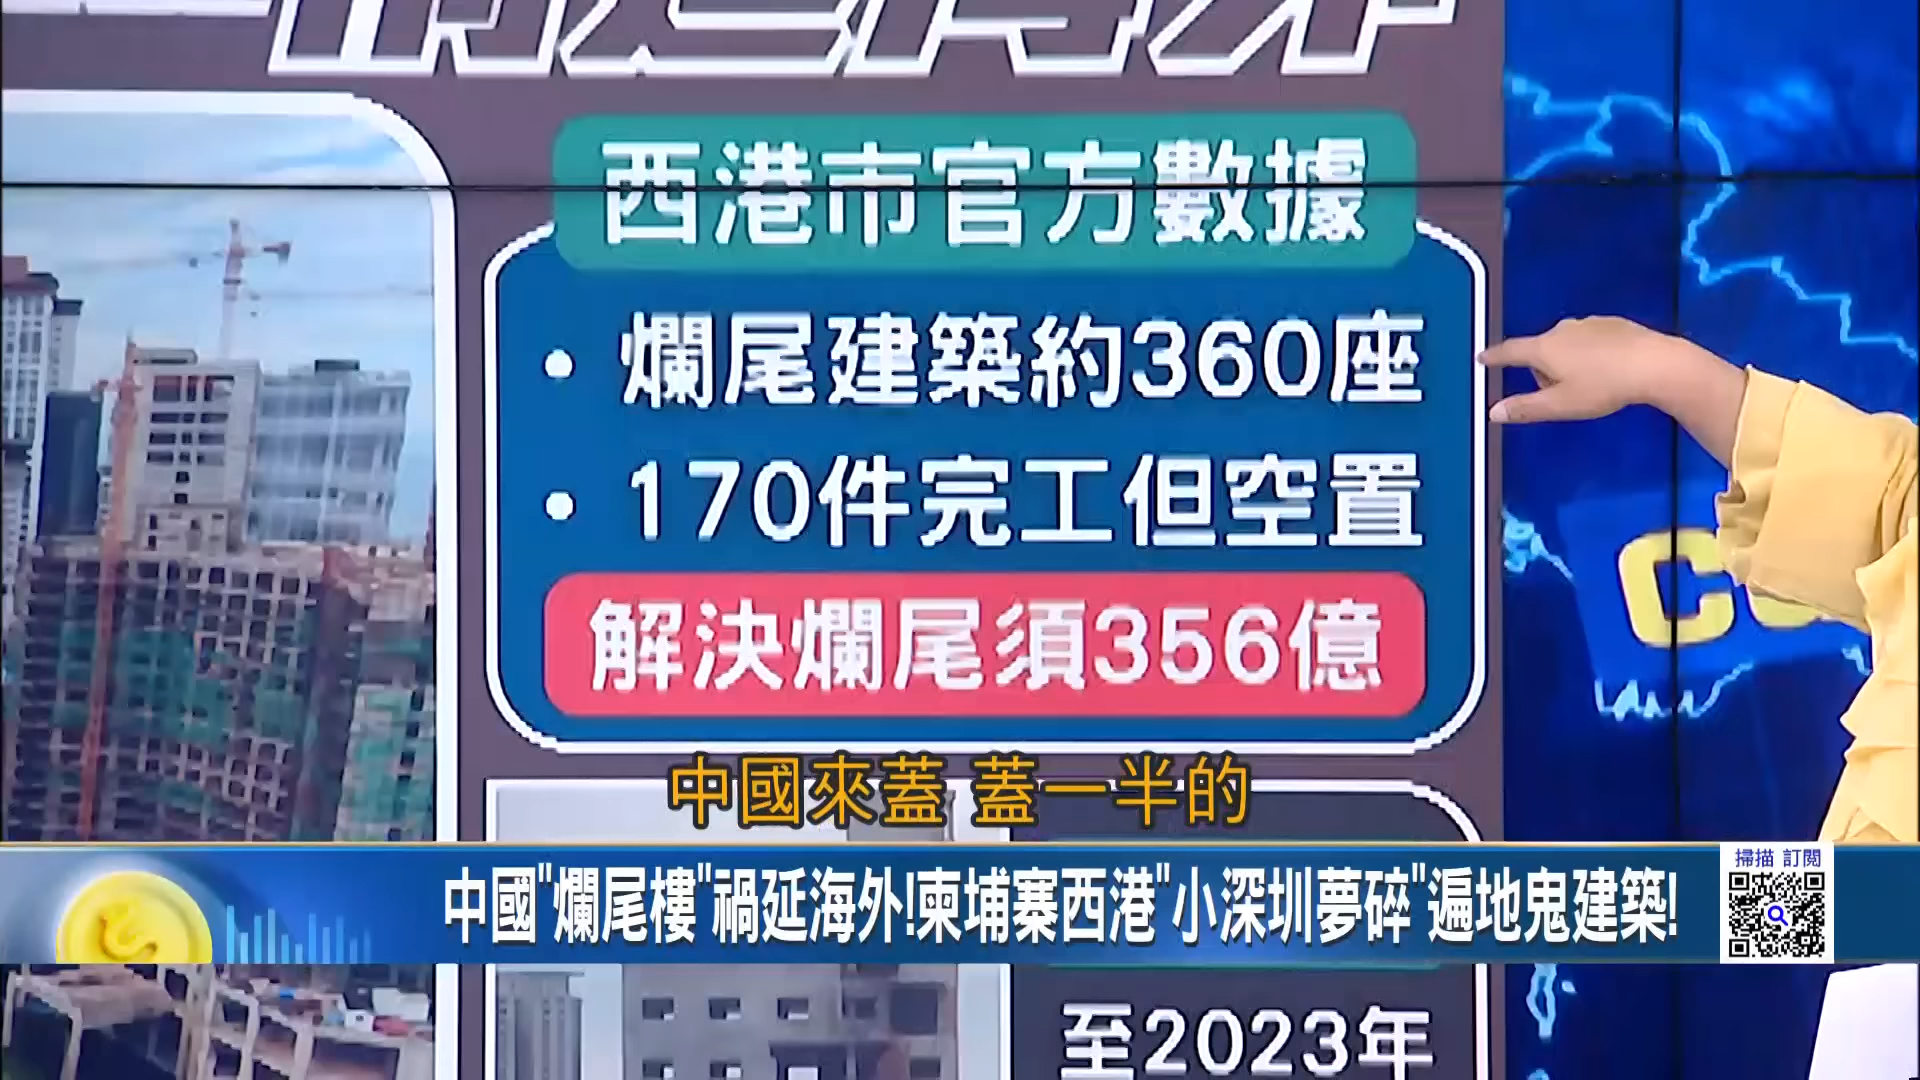 西港市官方數據
• 爛尾建築約360座
• 170件完工但空置
解決爛尾須356億
中國來蓋 蓋一半的
掃描 訂閱
中國"爛尾樓"禍延海外!柬埔寨西港"小深圳夢碎"遍地鬼建築!
至2023年